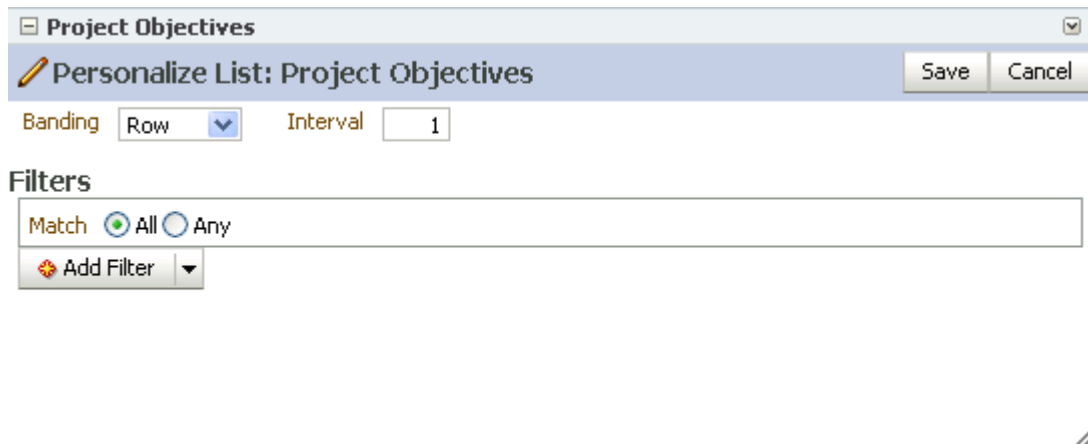 Project Objectives
Personalize List: Project Objectives Save Cancel
Banding Row Interval 1
Filters
Match All Any
Add Filter